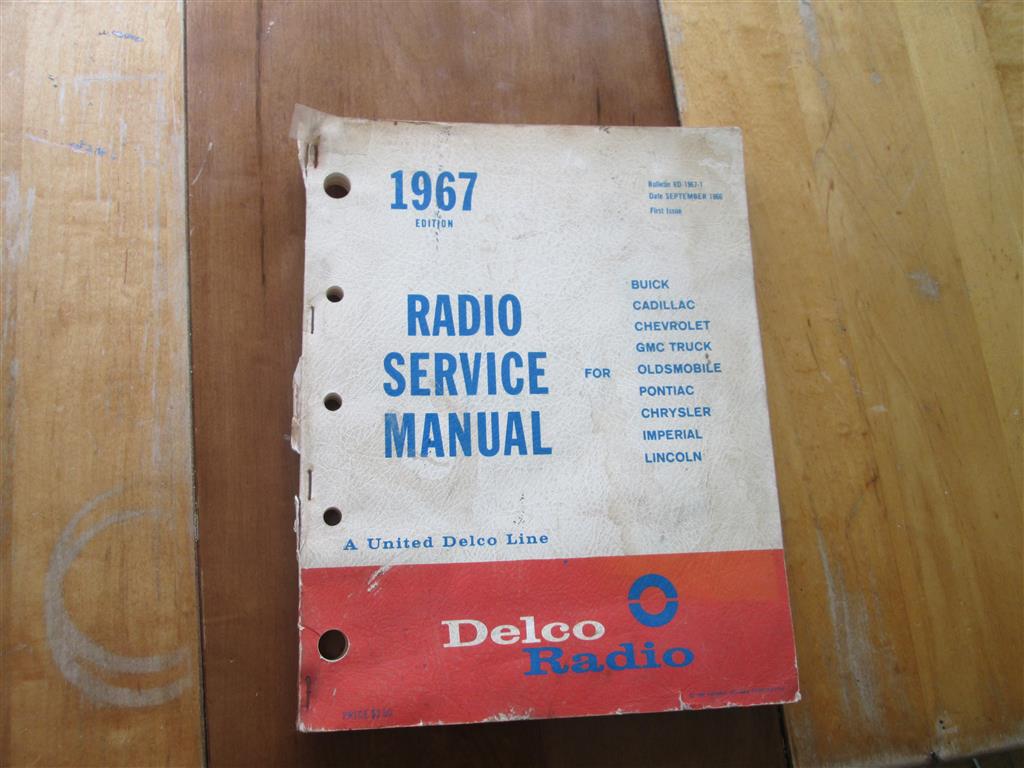 1967
EDITION
Bulletin 6D-1967-1
Date SEPTEMBER 1966
First Issue
RADIO
SERVICE
MANUAL
FOR
BUICK
CADILLAC
CHEVROLET
GMC TRUCK
OLDSMOBILE
PONTIAC
CHRYSLER
IMPERIAL
LINCOLN
A United Delco Line
Delco
Radio
PRICE